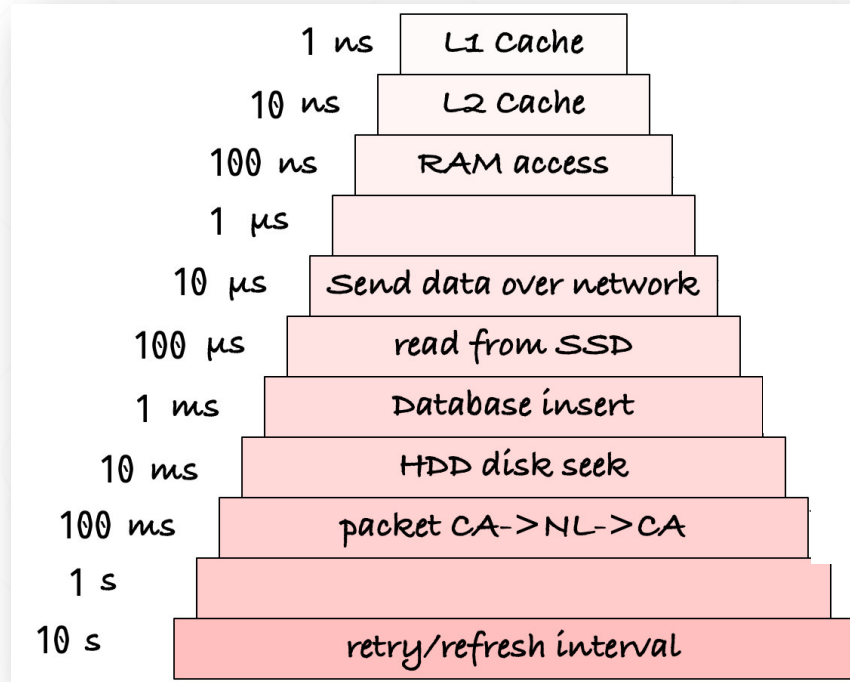 1 ns L1 Cache
10 ns L2 Cache
100 ns RAM access
1 µs
10 µs Send data over network
100 µs read from SSD
1 ms Database insert
10 ms HDD disk seek
100 ms packet CA->NL->CA
1 s
10 s retry/refresh interval